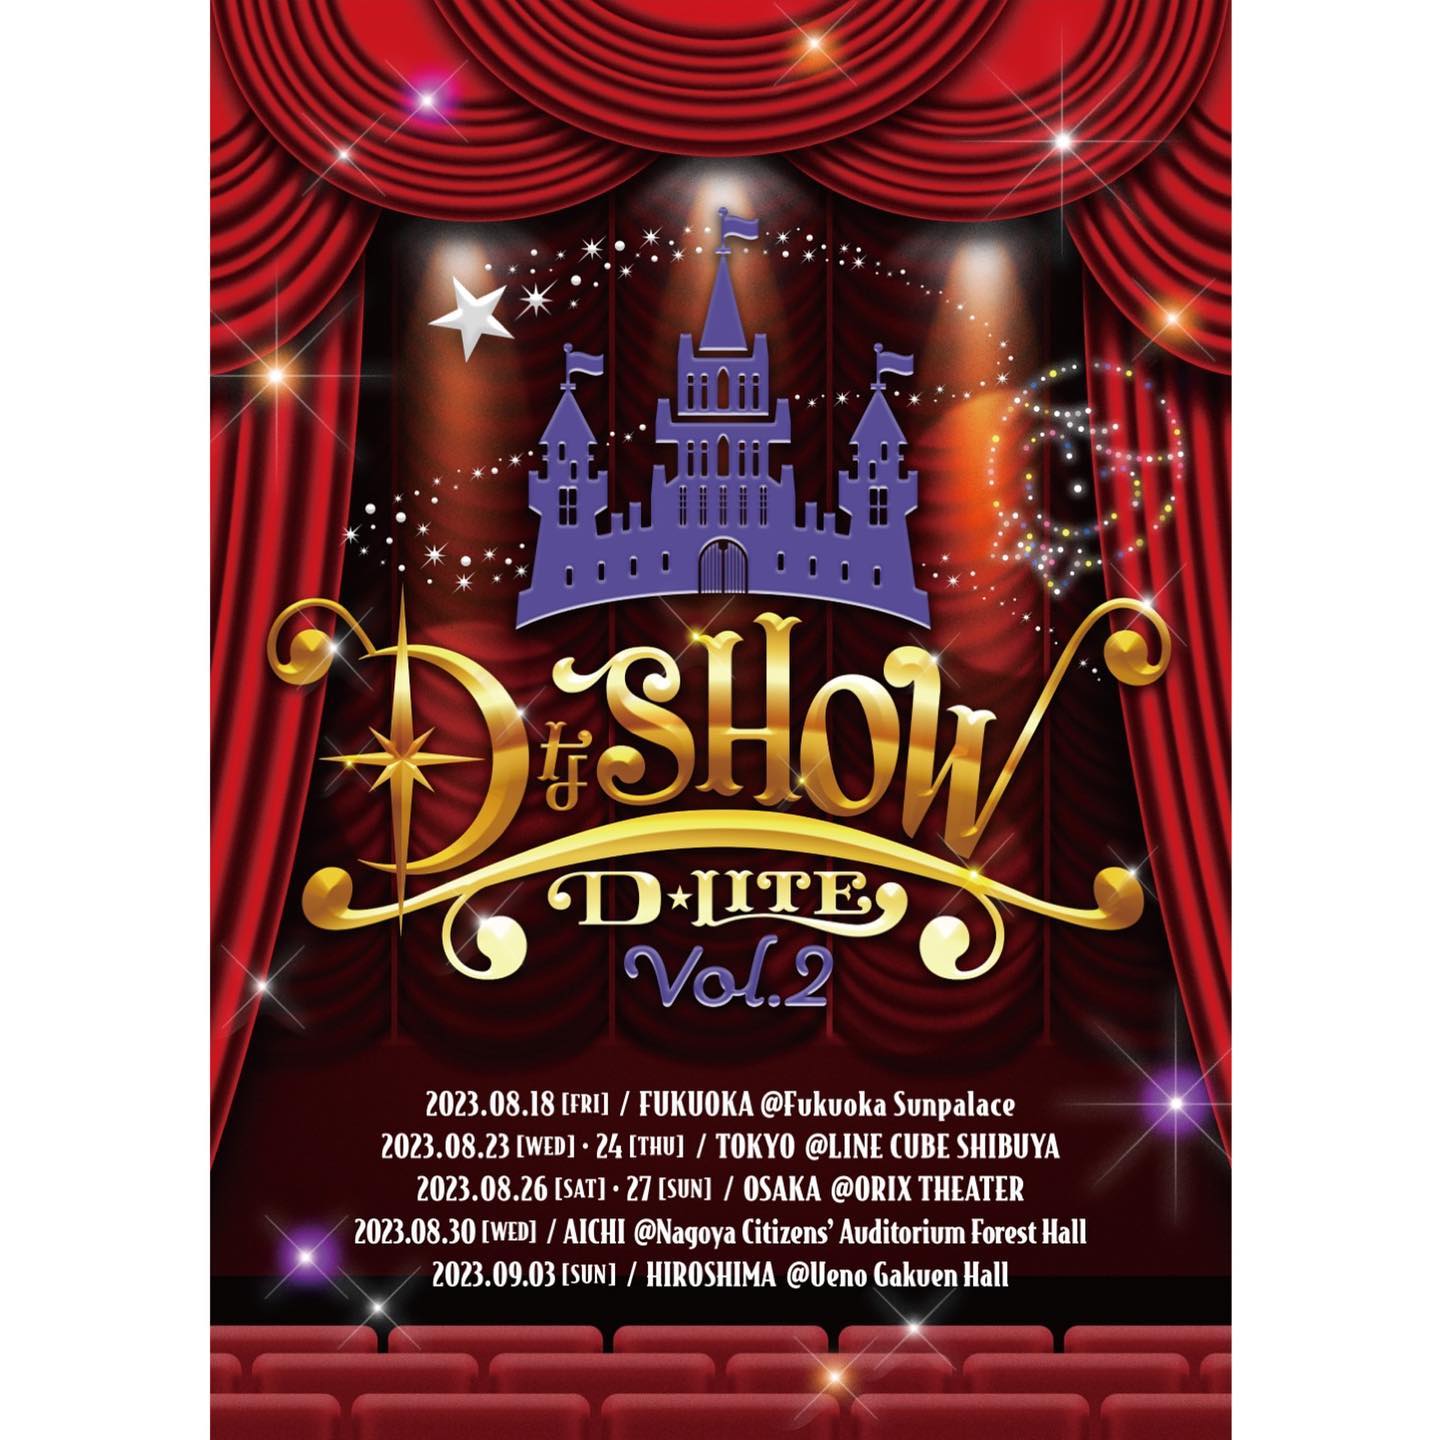 DなSHOW
D★LITE
Vol.2
2023.08.18 [FRI] / FUKUOKA @Fukuoka Sunpalace
2023.08.23 [WED]・24 [THU] / TOKYO @LINE CUBE SHIBUYA
2023.08.26 [SAT]・27 [SUN] / OSAKA @ORIX THEATER
2023.08.30 [WED] / AICHI @Nagoya Citizens' Auditorium Forest Hall
2023.09.03 [SUN] / HIROSHIMA @Ueno Gakuen Hall